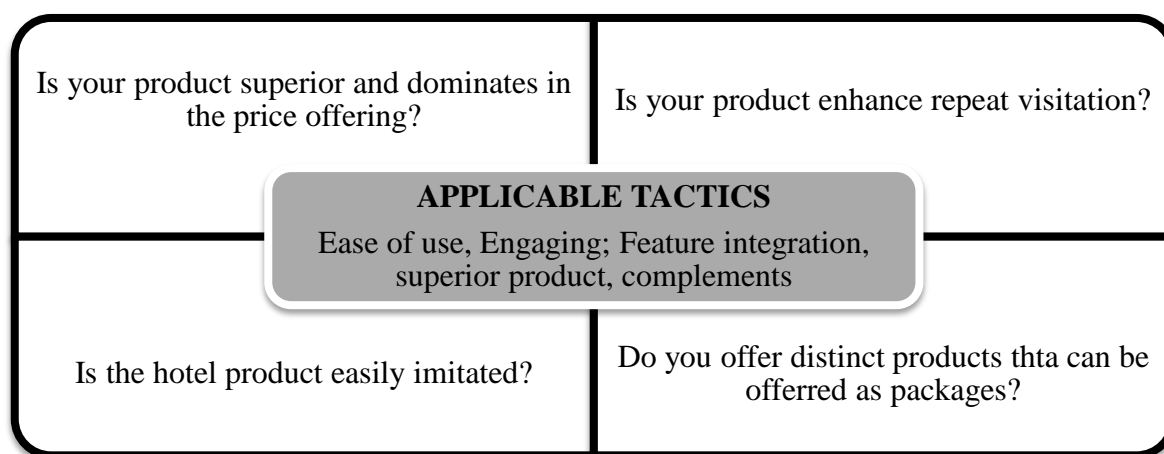 Is your product superior and dominates in
the price offering?
Is your product enhance repeat visitation?
APPLICABLE TACTICS
Ease of use, Engaging; Feature integration,
superior product, complements
Is the hotel product easily imitated?
Do you offer distinct products thta can be
offerred as packages?